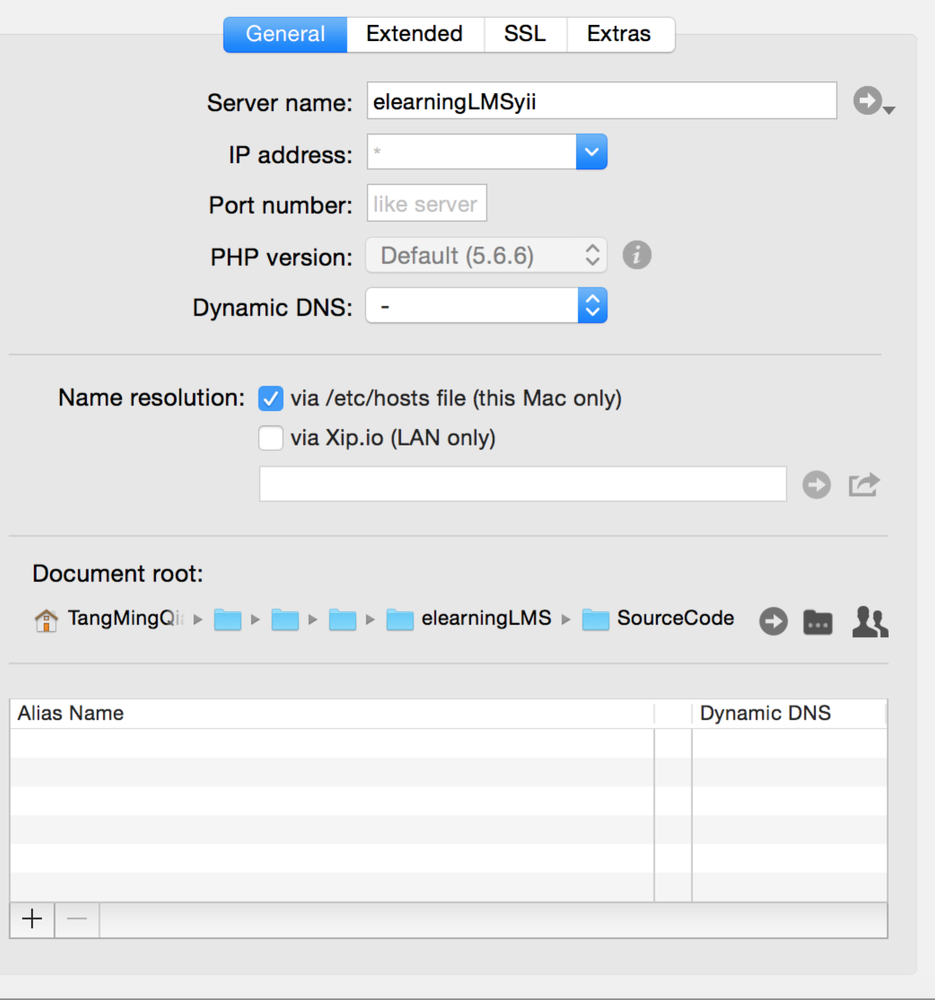 General Extended SSL Extras
Server name: elearningLMSyii
IP address: *
Port number: like server
PHP version: Default (5.6.6)
Dynamic DNS: -
Name resolution: via /etc/hosts file (this Mac only)
via Xip.io (LAN only)
Document root:
elearningLMS SourceCode
Alias Name Dynamic DNS